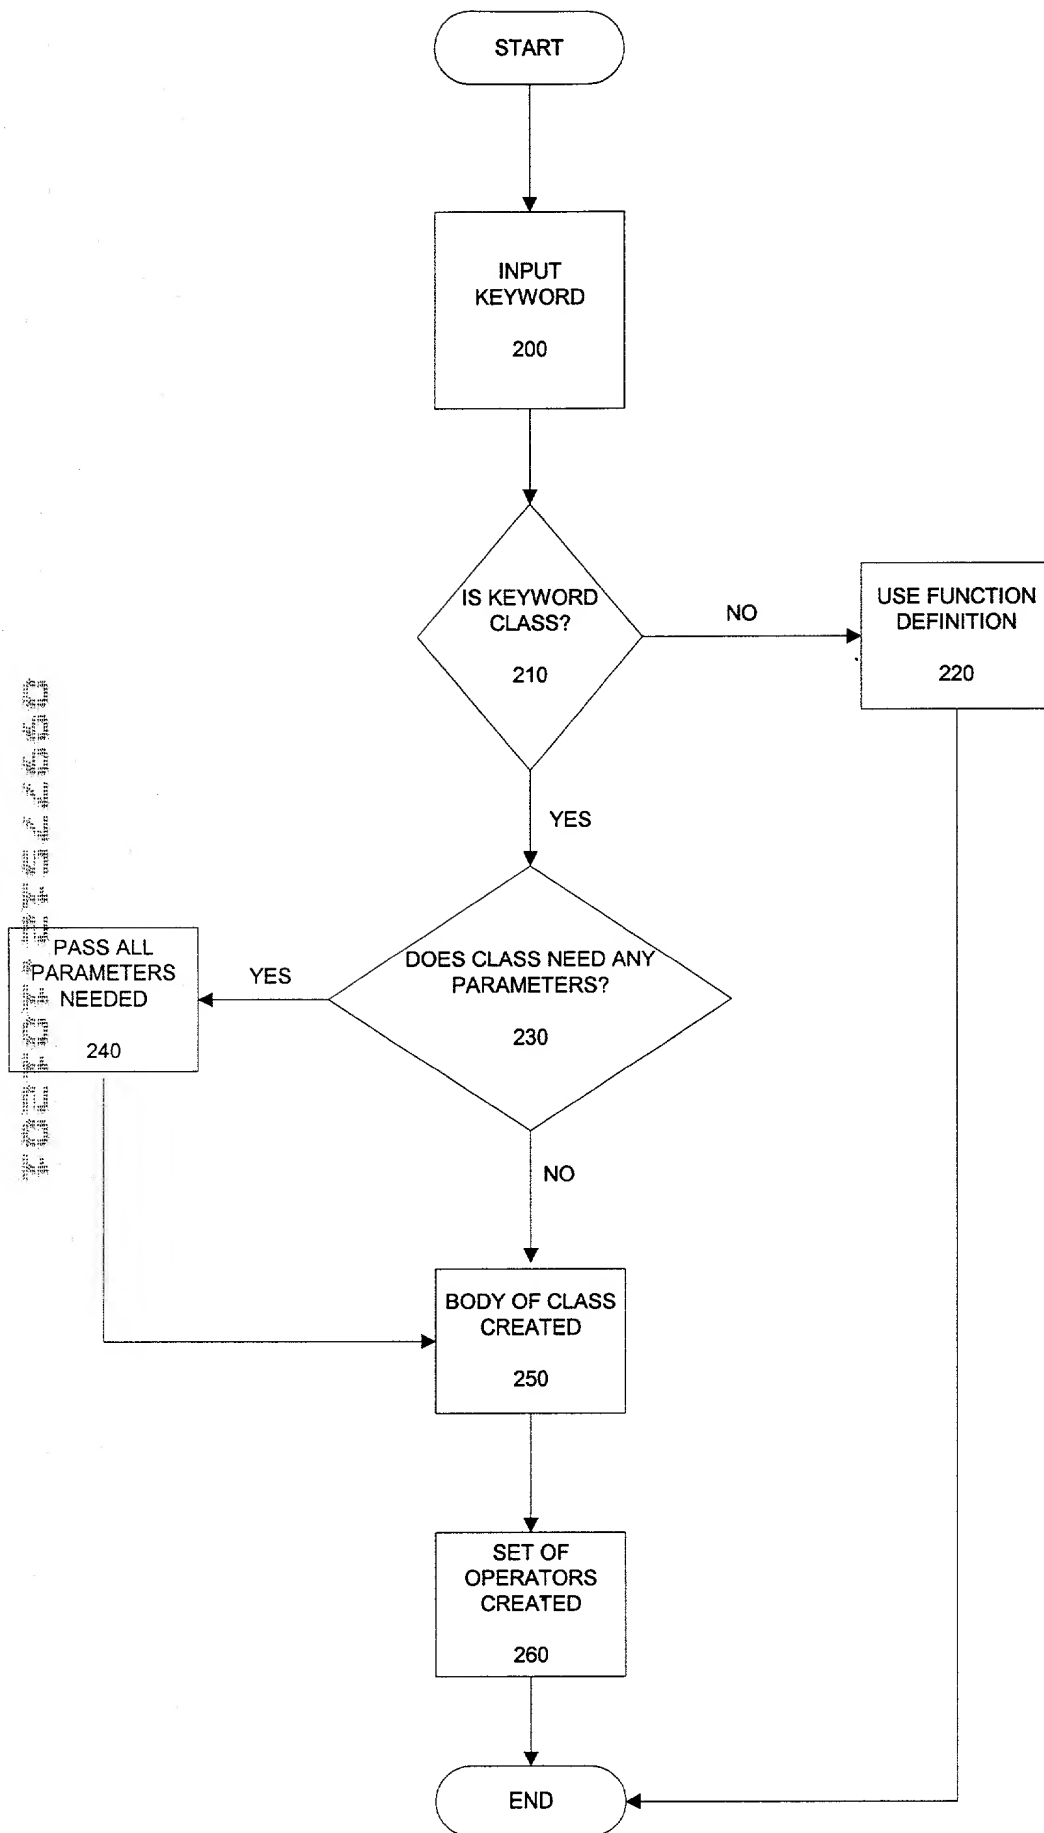 START
INPUT
KEYWORD
200
IS KEYWORD
CLASS?
210
NO
USE FUNCTION
DEFINITION
220
YES
DOES CLASS NEED ANY
PARAMETERS?
230
YES
PASS ALL
PARAMETERS
NEEDED
240
NO
BODY OF CLASS
CREATED
250
SET OF
OPERATORS
CREATED
260
END